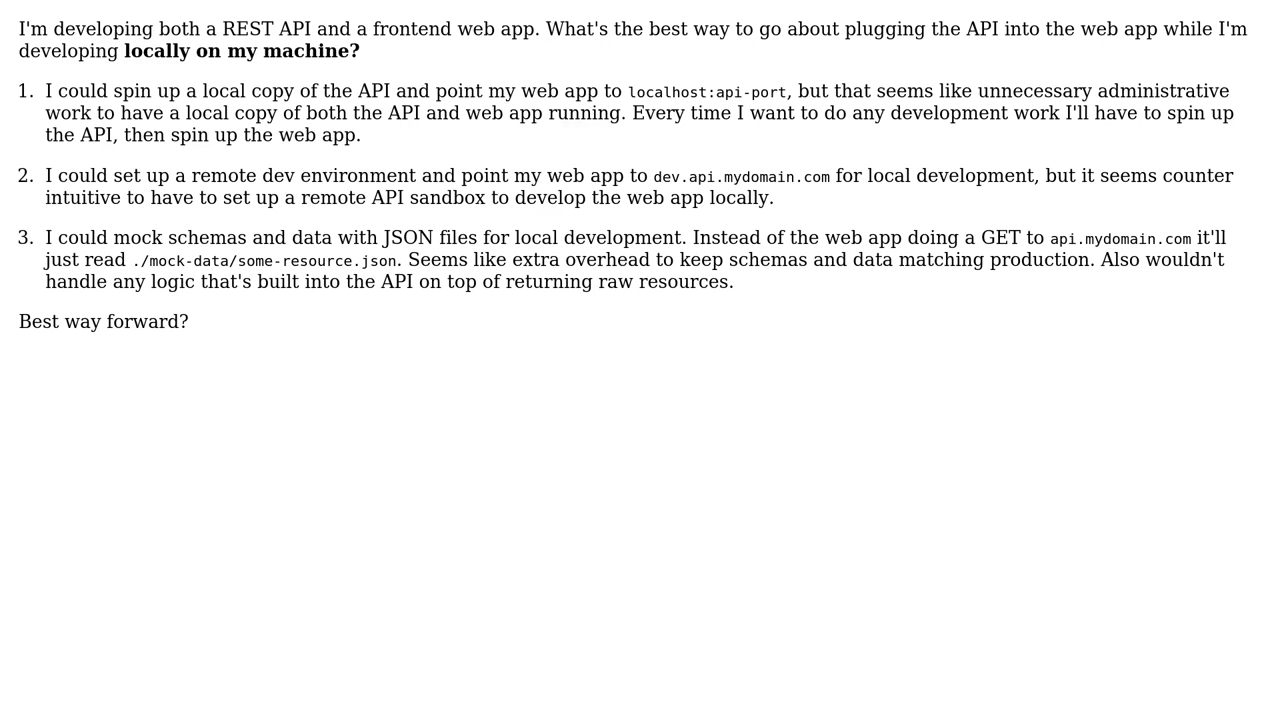 I'm developing both a REST API and a frontend web app. What's the best way to go about plugging the API into the web app while I'm
developing locally on my machine?
1. I could spin up a local copy of the API and point my web app to localhost:api-port, but that seems like unnecessary administrative
work to have a local copy of both the API and web app running. Every time I want to do any development work I'll have to spin up
the API, then spin up the web app.
2. I could set up a remote dev environment and point my web app to dev.api.mydomain.com for local development, but it seems counter
intuitive to have to set up a remote API sandbox to develop the web app locally.
3. I could mock schemas and data with JSON files for local development. Instead of the web app doing a GET to api.mydomain.com it'll
just read ./mock-data/some-resource.json. Seems like extra overhead to keep schemas and data matching production. Also wouldn't
handle any logic that's built into the API on top of returning raw resources.
Best way forward?